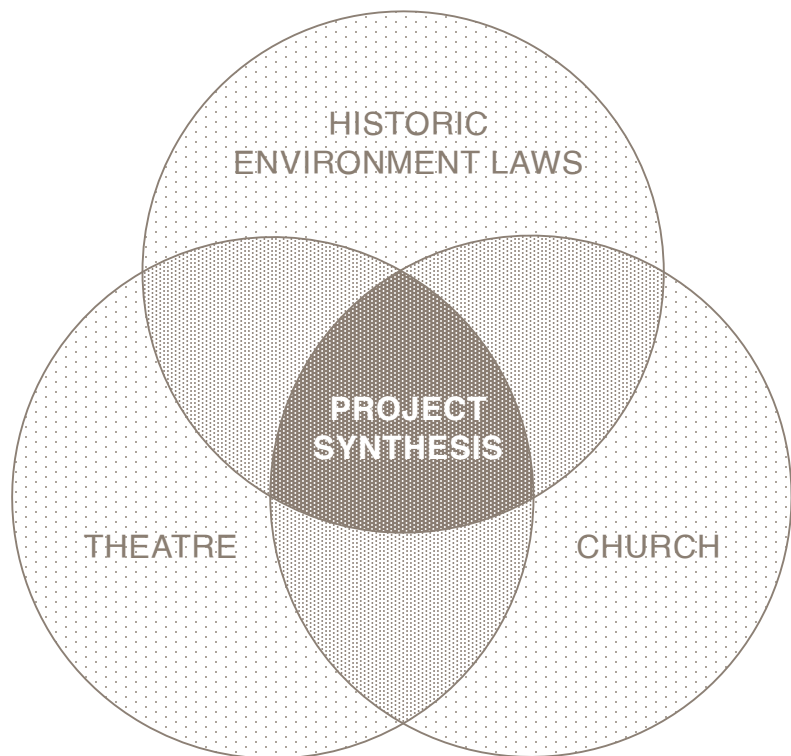 HISTORIC
ENVIRONMENT LAWS
PROJECT
SYNTHESIS
THEATRE
CHURCH